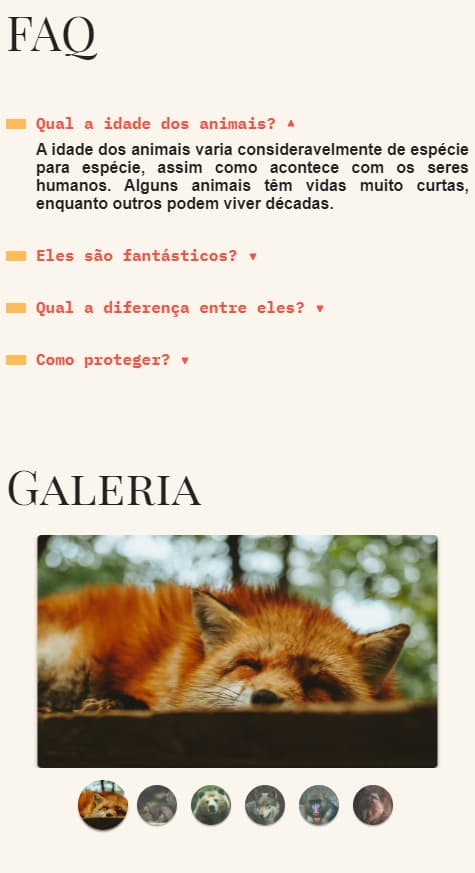 FAQ
Qual a idade dos animais? ▲
A idade dos animais varia consideravelmente de espécie
para espécie, assim como acontece com os seres
humanos. Alguns animais têm vidas muito curtas,
enquanto outros podem viver décadas.
Eles são fantásticos? ▼
Qual a diferença entre eles? ▼
Como proteger? ▼
Galeria